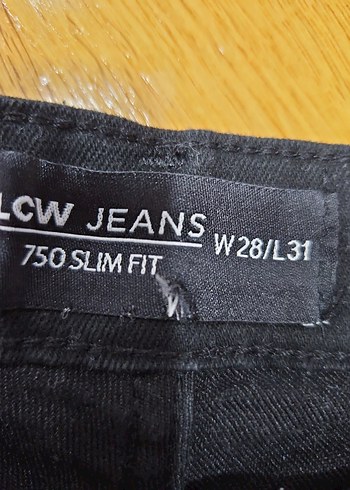 LCW JEANS
750 SLIM FIT
W28/L31